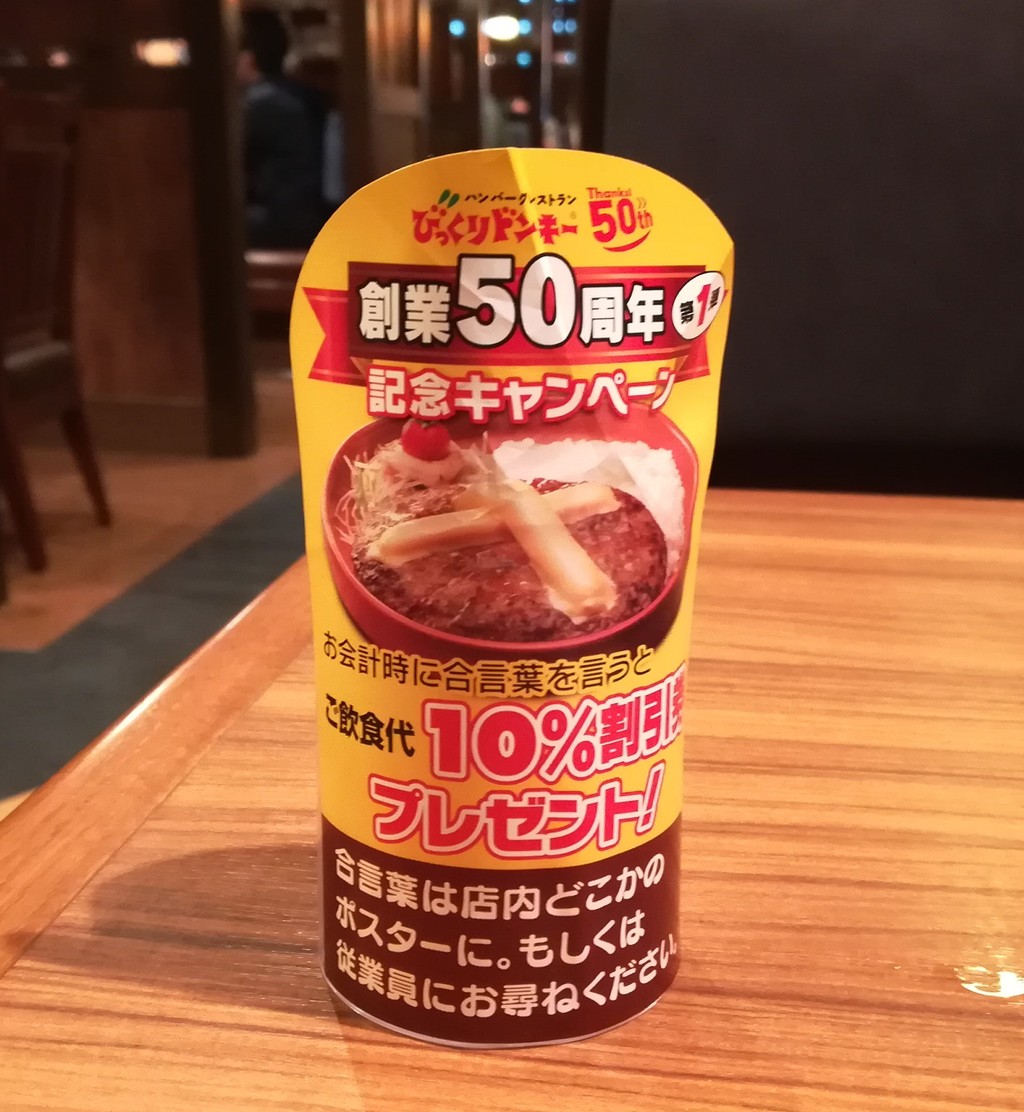 ハンバーグレストラン
びっくりドンキー
Thanks!
50th
創業50周年
第1弾
記念キャンペーン
お会計時に合言葉を言うと
ご飲食代
10%割引券
プレゼント!
合言葉は店内どこかの
ポスターに。もしくは
従業員にお尋ねください。